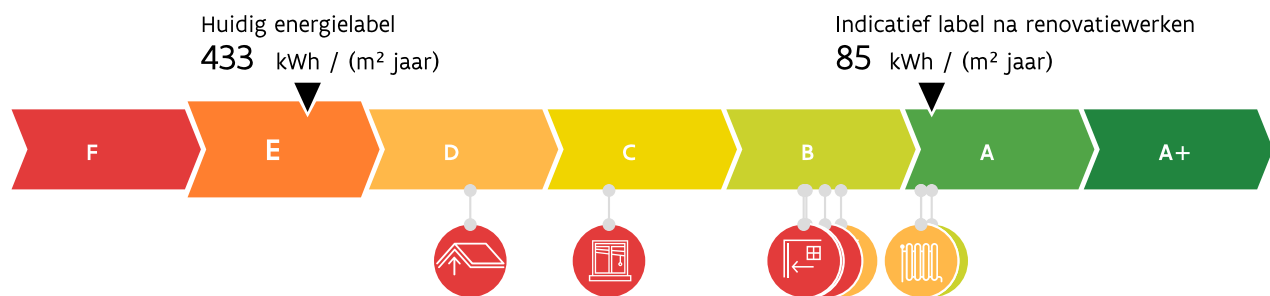 Huidig energielabel
433 kWh / (m² jaar)
Indicatief label na renovatiewerken
85 kWh / (m² jaar)
F E D C B A A+